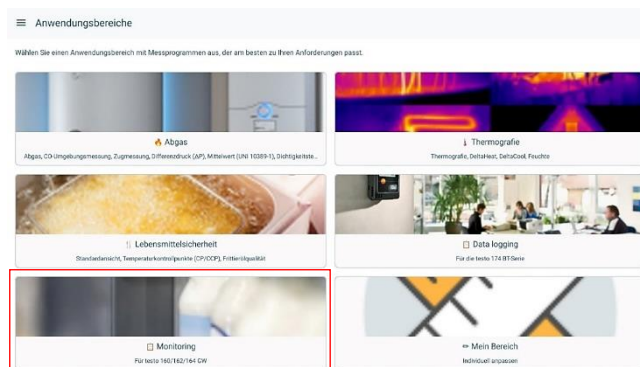 Anwendungsbereiche
Wählen Sie einen Anwendungsbereich mit Messprogrammen aus, der am besten zu Ihren Anforderungen passt.
Abgas
Abgas, CO-Umgebungsmessung, Zugmessung, Differenzdruck (ΔP), Mittelwert (UNI 10389-1), Dichtigkeitste...
Thermografie
Thermografie, DeltaHeat, DeltaCool, Feuchte
Lebensmittelsicherheit
Standardansicht, Temperaturkontrollpunkte (CP/CCP), Frittierölqualität
Data logging
Für die testo 174 BT-Serie
Monitoring
Für testo 160/162/164 GW
Mein Bereich
Individuell anpassen